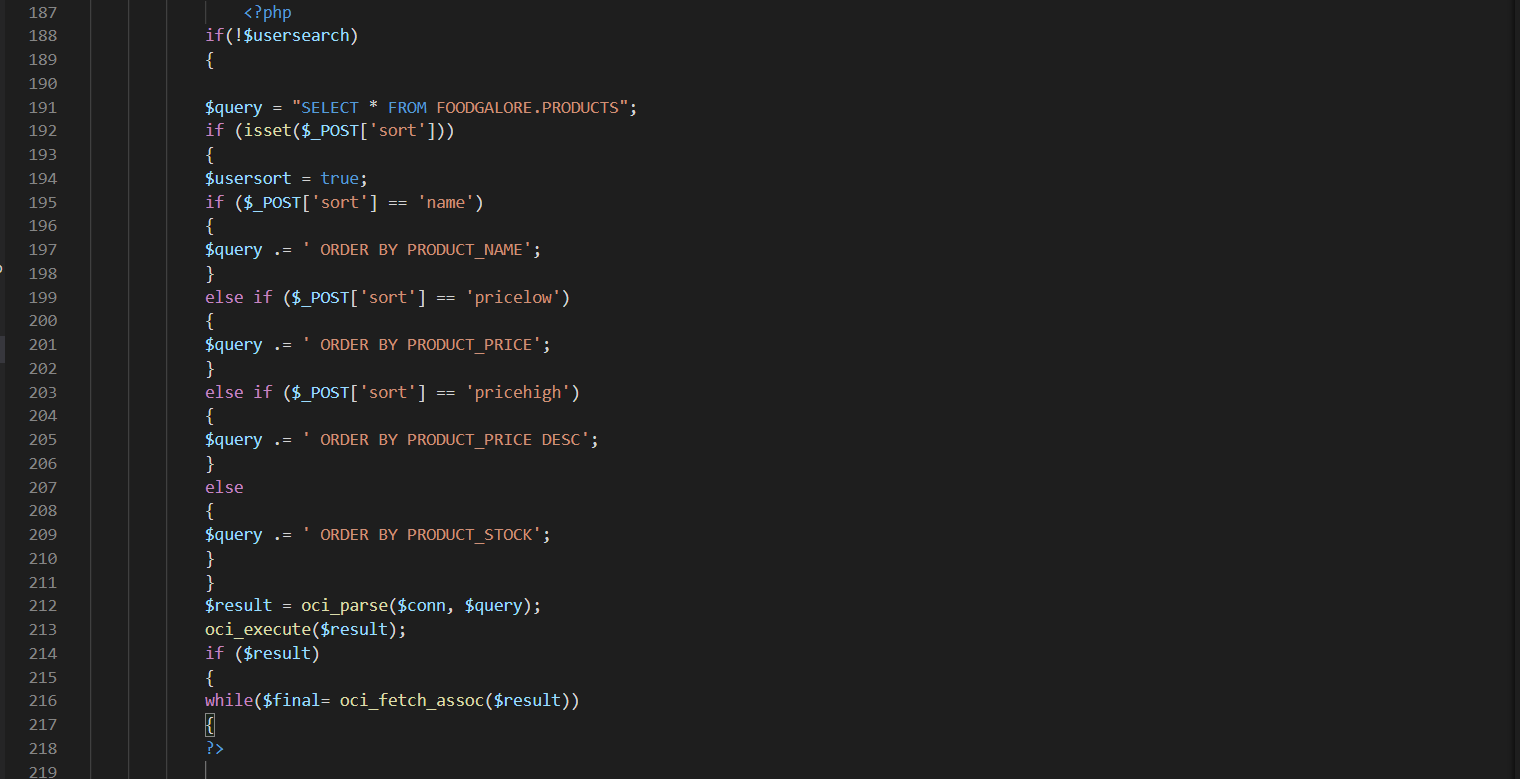 187 <?php
188 if(!$usersearch)
189 {
190
191 $query = "SELECT * FROM FOODGALORE.PRODUCTS";
192 if (isset($_POST['sort']))
193 {
194 $usersort = true;
195 if ($_POST['sort'] == 'name')
196 {
197 $query .= ' ORDER BY PRODUCT_NAME';
198 }
199 else if ($_POST['sort'] == 'pricelow')
200 {
201 $query .= ' ORDER BY PRODUCT_PRICE';
202 }
203 else if ($_POST['sort'] == 'pricehigh')
204 {
205 $query .= ' ORDER BY PRODUCT_PRICE DESC';
206 }
207 else
208 {
209 $query .= ' ORDER BY PRODUCT_STOCK';
210 }
211 }
212 $result = oci_parse($conn, $query);
213 oci_execute($result);
214 if ($result)
215 {
216 while($final= oci_fetch_assoc($result))
217 {
218 ?>
219